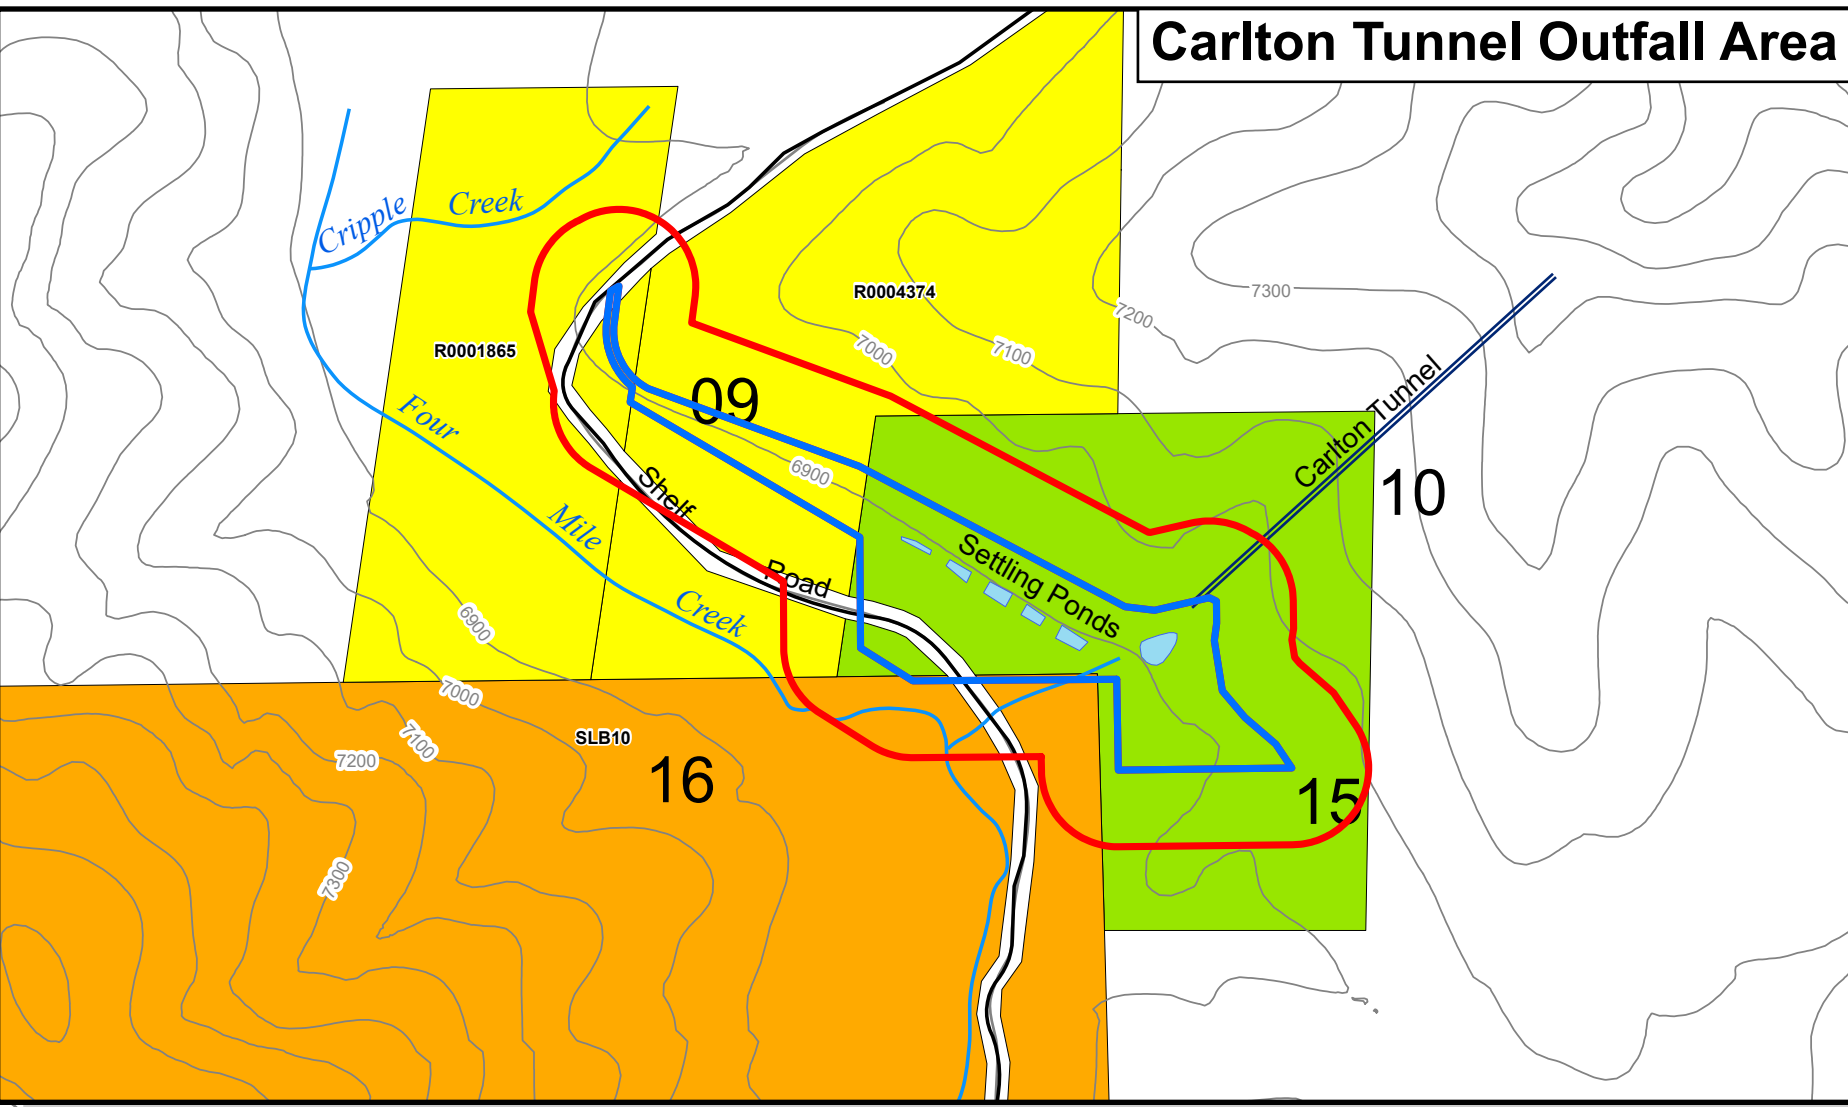 Carlton Tunnel Outfall Area
Cripple
Creek
R0004374
7300
7200
7000
7100
R0001865
09
Carlton Tunnel
Four
Mile
Creek
6900
10
Shelf
Road
Settling Ponds
6900
7000
7100
7200
SLB10
16
15
7300